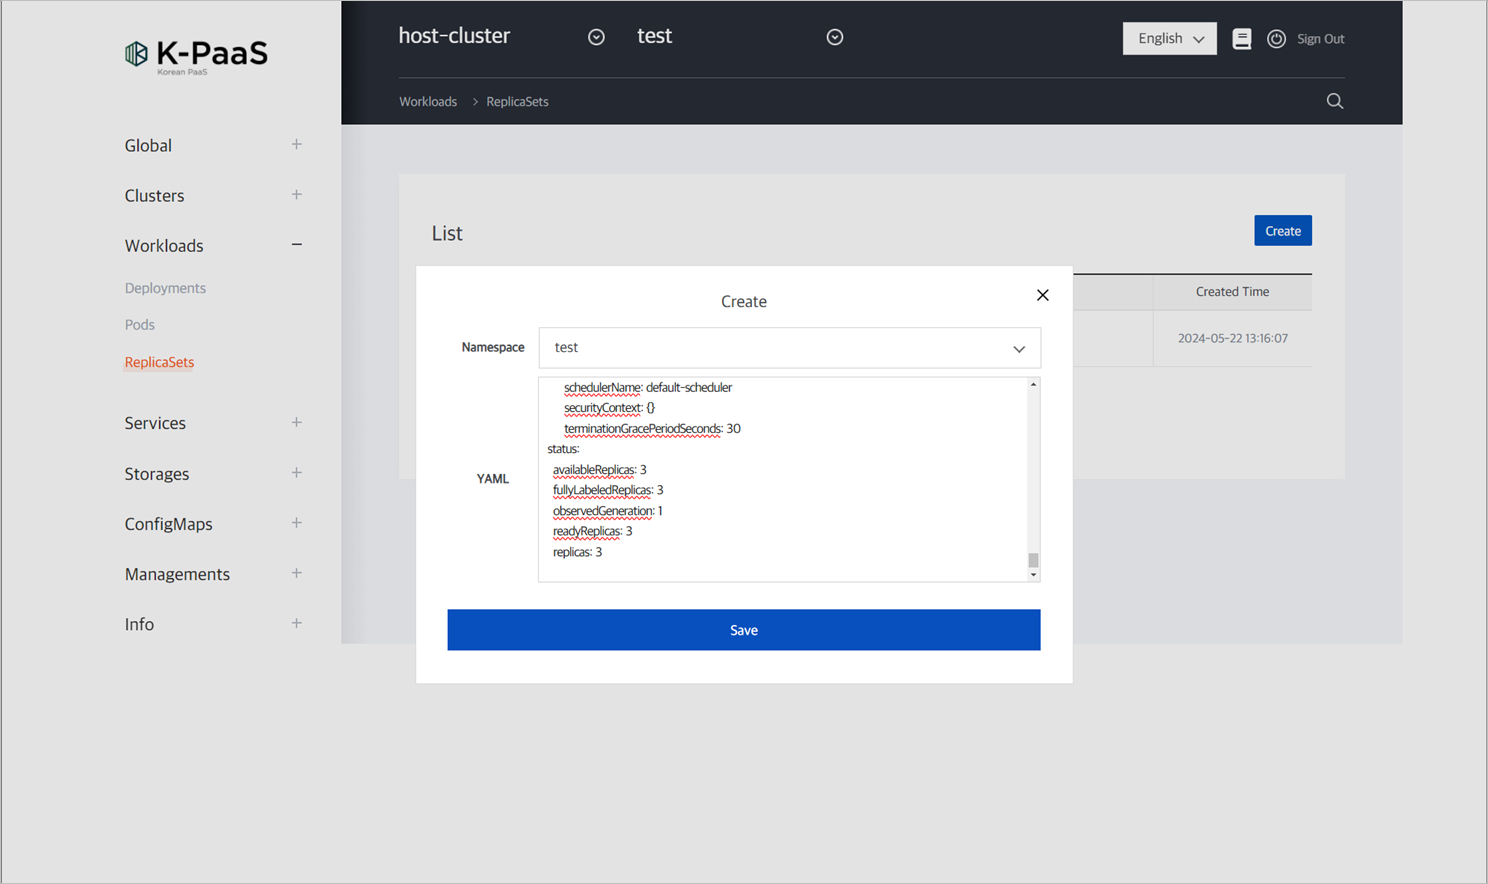 K-PaaS
Korean PaaS
host-cluster
test
English
Sign Out
Workloads > ReplicaSets
Global
Clusters
Workloads
Deployments
Pods
ReplicaSets
Services
Storages
ConfigMaps
Managements
Info
List
Create
Created Time
2024-05-22 13:16:07
Create
Namespace
test
YAML
schedulerName: default-scheduler
securityContext: {}
terminationGracePeriodSeconds: 30
status:
availableReplicas: 3
fullyLabeledReplicas: 3
observedGeneration: 1
readyReplicas: 3
replicas: 3
Save